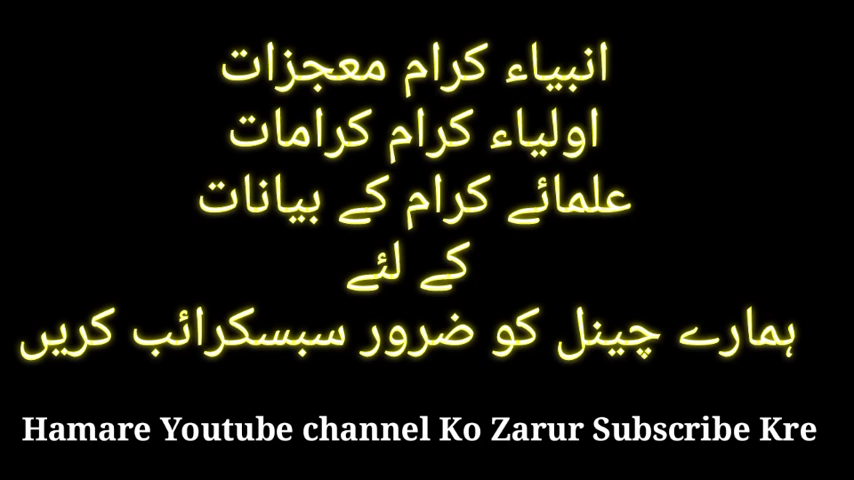 انبیاء کرام معجزات
اولیاء کرام کرامات
علمائے کرام کے بیانات
کے لئے
ہمارے چینل کو ضرور سبسکرائب کریں
Hamare Youtube channel Ko Zarur Subscribe Kre